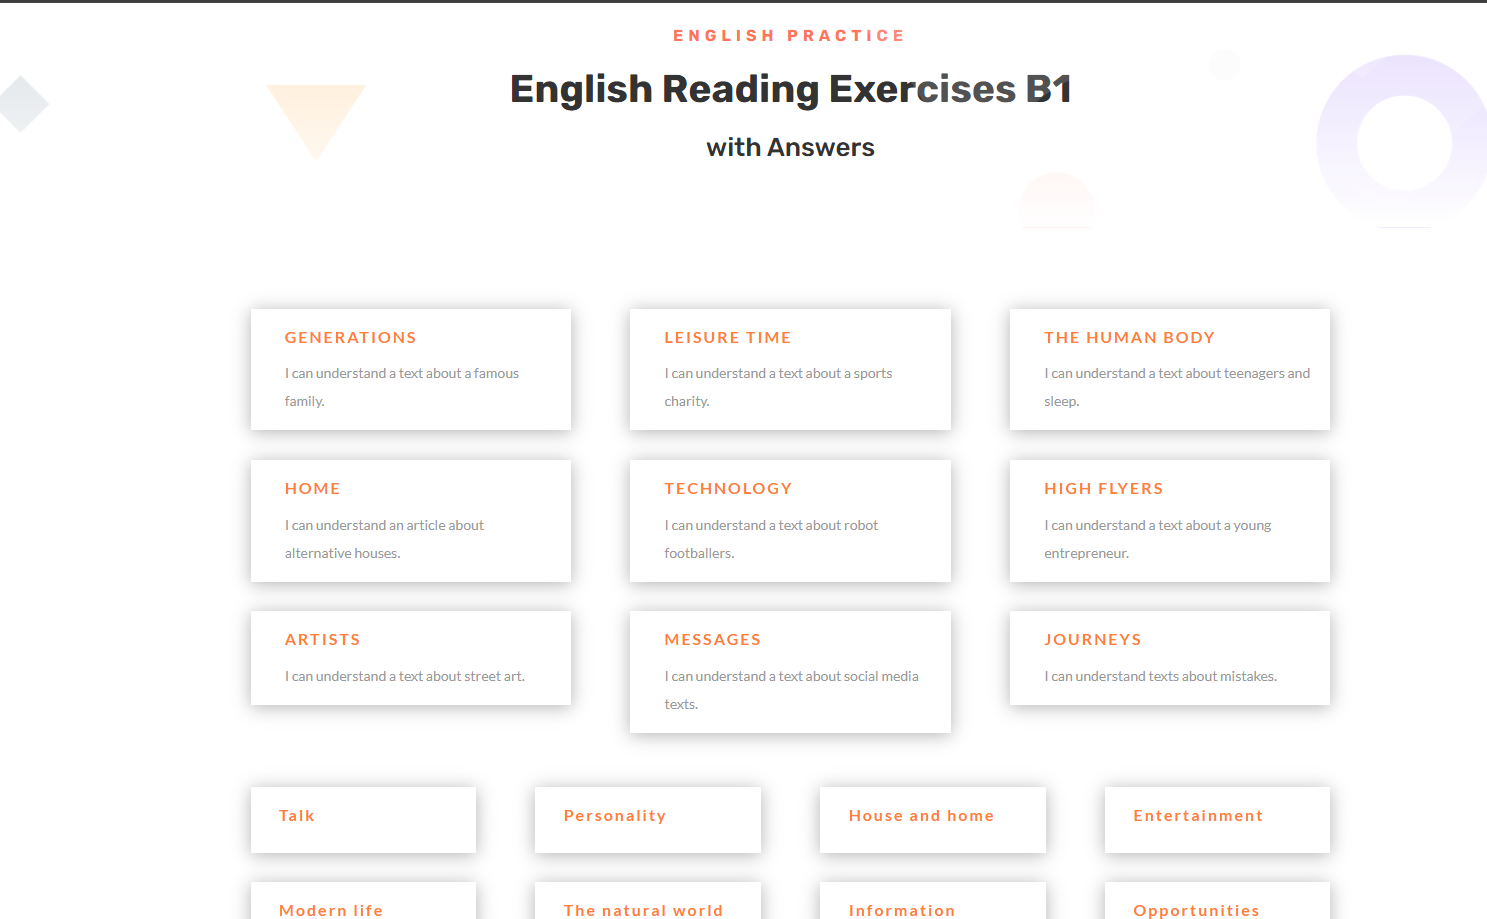 ENGLISH PRACTICE
English Reading Exercises B1
with Answers
GENERATIONS
I can understand a text about a famous
family.
LEISURE TIME
I can understand a text about a sports
charity.
THE HUMAN BODY
I can understand a text about teenagers and
sleep.
HOME
I can understand an article about
alternative houses.
TECHNOLOGY
I can understand a text about robot
footballers.
HIGH FLYERS
I can understand a text about a young
entrepreneur.
ARTISTS
I can understand a text about street art.
MESSAGES
I can understand a text about social media
texts.
JOURNEYS
I can understand texts about mistakes.
Talk
Personality
House and home
Entertainment
Modern life
The natural world
Information
Opportunities